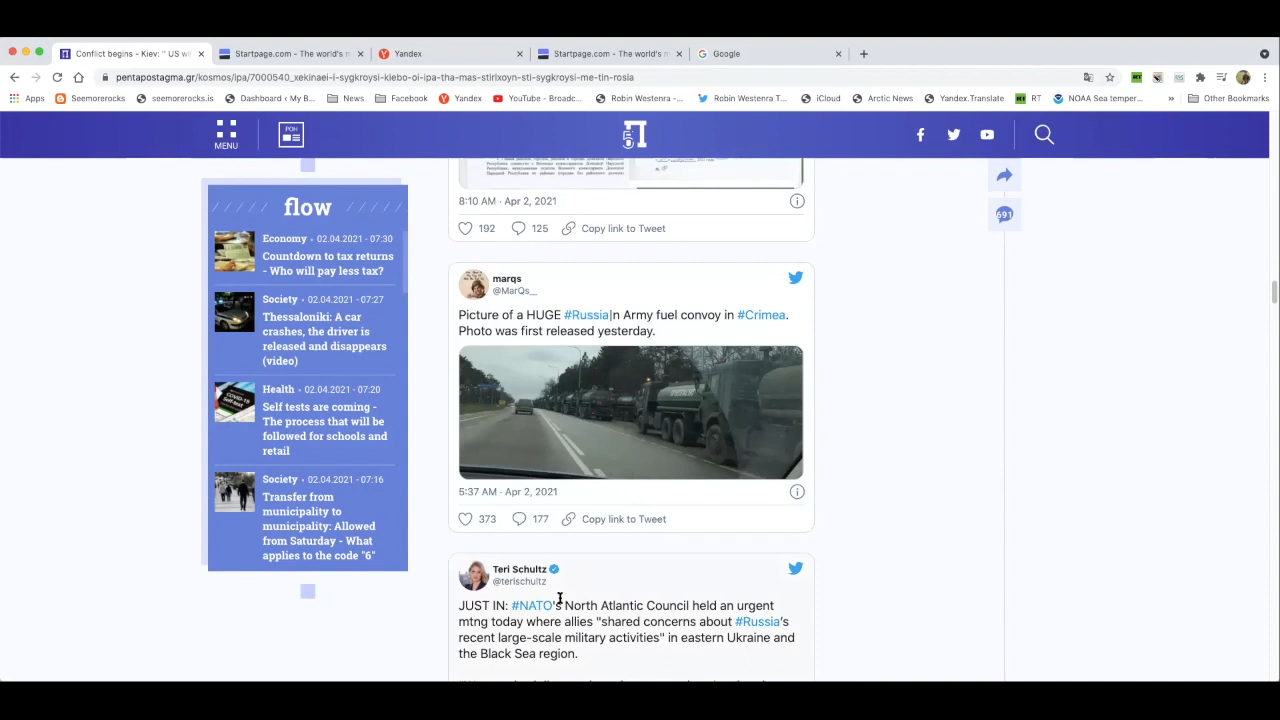 Conflict begins - Kiev: " US wi
Startpage.com - The world's m
Yandex
Startpage.com - The world's m
Google
pentapostagma.gr/kosmos/ipa/7000540_xekinaei-i-sygkroysi-kiebo-oi-ipa-tha-mas-stirixoyn-sti-sygkroysi-me-tin-rosia
Apps
Seemorerocks
seemorerocks.is
Dashboard ‹ My B...
News
Facebook
Yandex
YouTube - Broadc...
Robin Westenra -...
Robin Westenra T...
iCloud
Arctic News
Yandex.Translate
RT
NOAA Sea temper...
»
Other Bookmarks
MENU
ΡΟΗ
flow
Economy • 02.04.2021 - 07:30
Countdown to tax returns
- Who will pay less tax?
Society • 02.04.2021 - 07:27
Thessaloniki: A car
crashes, the driver is
released and disappears
(video)
Health • 02.04.2021 - 07:20
Self tests are coming -
The process that will be
followed for schools and
retail
Society • 02.04.2021 - 07:16
Transfer from
municipality to
municipality: Allowed
from Saturday - What
applies to the code "6"
8:10 AM · Apr 2, 2021
192
125
Copy link to Tweet
marqs
@MarQs__
Picture of a HUGE #Russia|n Army fuel convoy in #Crimea.
Photo was first released yesterday.
5:37 AM · Apr 2, 2021
373
177
Copy link to Tweet
Teri Schultz
@terischultz
JUST IN: #NATO's North Atlantic Council held an urgent
mtng today where allies "shared concerns about #Russia's
recent large-scale military activities" in eastern Ukraine and
the Black Sea region.
691